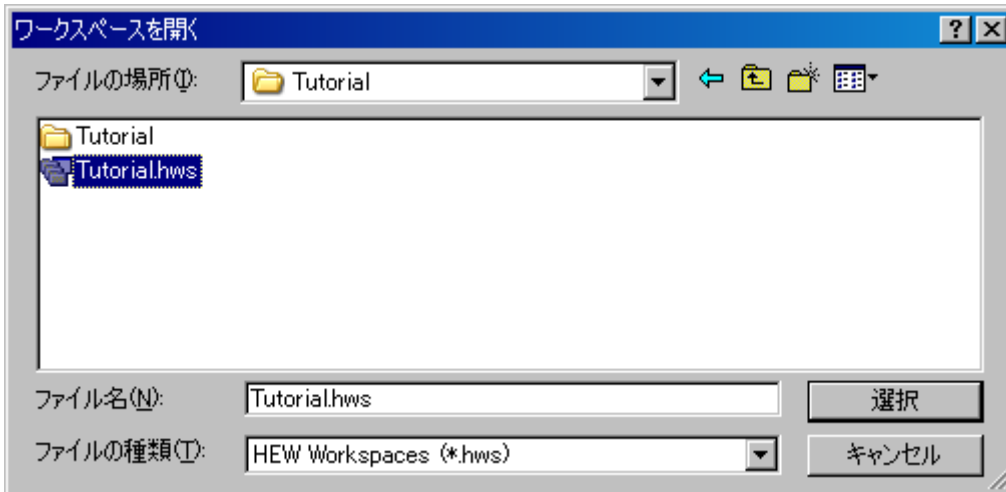 ワークスペースを開く
ファイルの場所(I): Tutorial
Tutorial
Tutorial.hws
ファイル名(N): Tutorial.hws 選択
ファイルの種類(T): HEW Workspaces (*.hws) キャンセル